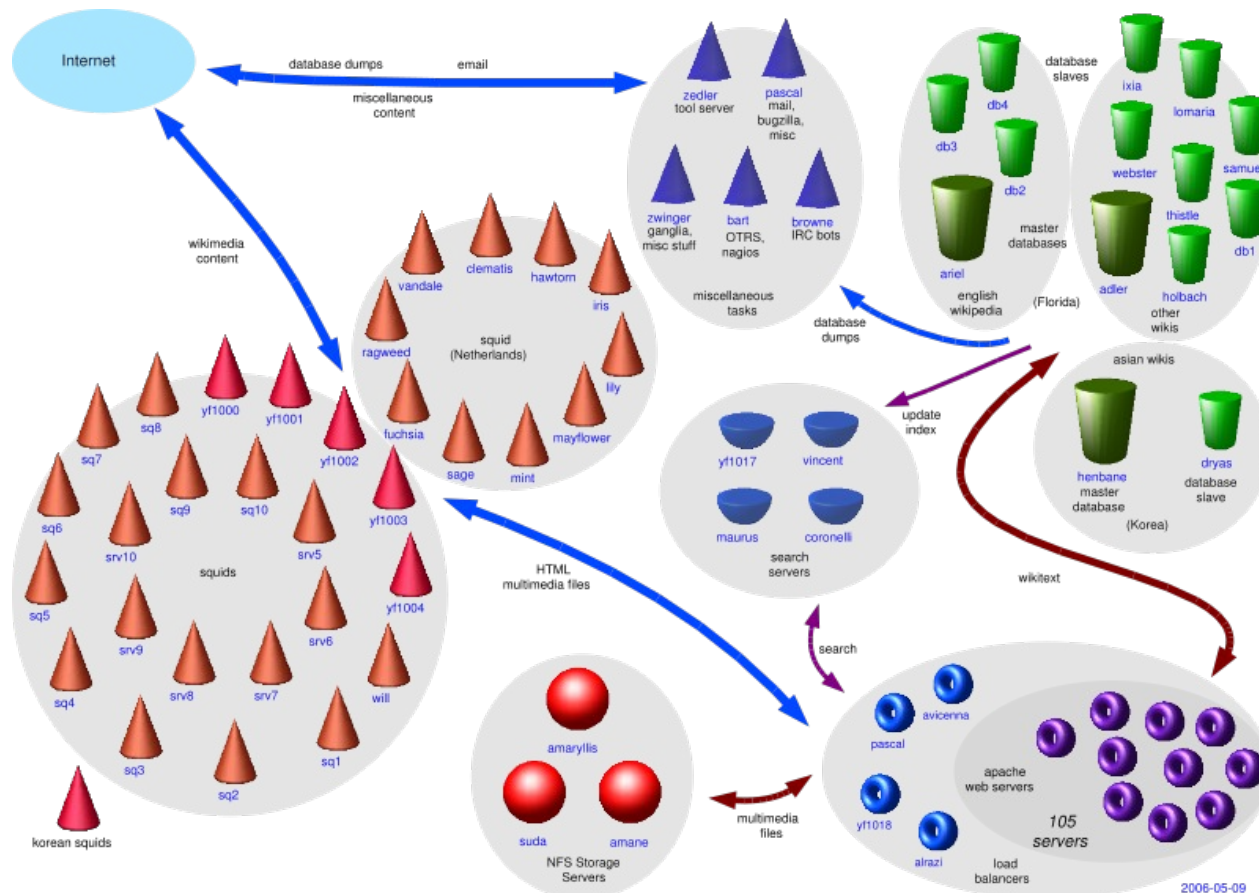 Internet
database dumps
email
miscellaneous
content
wikimedia
content
zedler
tool server
pascal
mail,
bugzilla,
misc
zwinger
ganglia,
misc stuff
bart
OTRS,
nagios
browne
IRC bots
miscellaneous
tasks
db4
db3
db2
ariel
english
wikipedia
database
slaves
master
databases
(Florida)
ixia
lomaria
webster
samue
thistle
db1
adler
holbach
other
wikis
vandale
clematis
hawtorn
iris
ragweed
squid
(Netherlands)
lily
fuchsia
mayflower
sage
mint
database
dumps
update
index
asian wikis
henbane
master
database
dryas
database
slave
(Korea)
yf1000
yf1001
yf1002
yf1003
yf1004
sq8
sq7
sq9
sq10
sq6
srv10
srv5
squids
sq5
srv9
srv6
sq4
srv8
srv7
will
sq3
sq2
sq1
korean squids
yf1017
vincent
maurus
coronelli
search
servers
HTML
multimedia files
wikitext
search
amaryllis
suda
amane
NFS Storage
Servers
multimedia
files
avicenna
pascal
yf1018
alrazi
apache
web servers
105
servers
load
balancers
2006-05-09